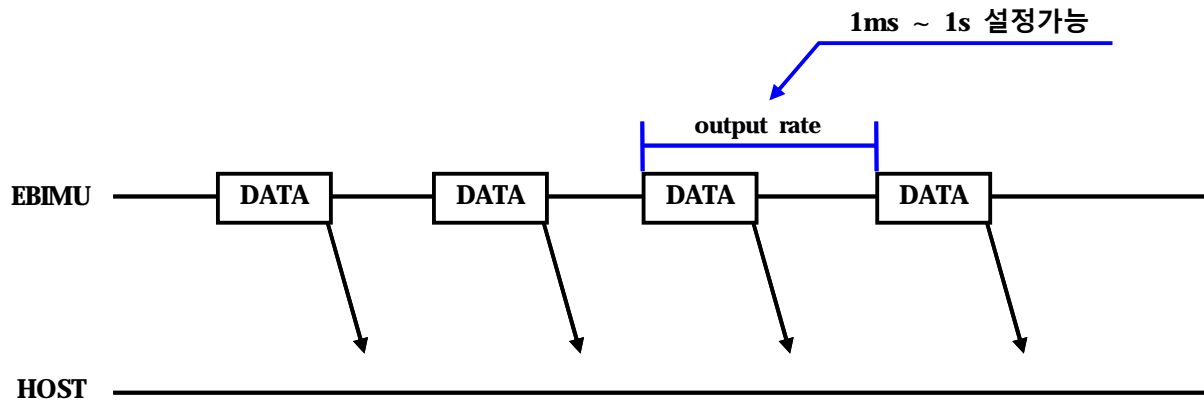 1ms ~ 1s 설정가능
output rate
EBIMU DATA DATA DATA DATA
HOST